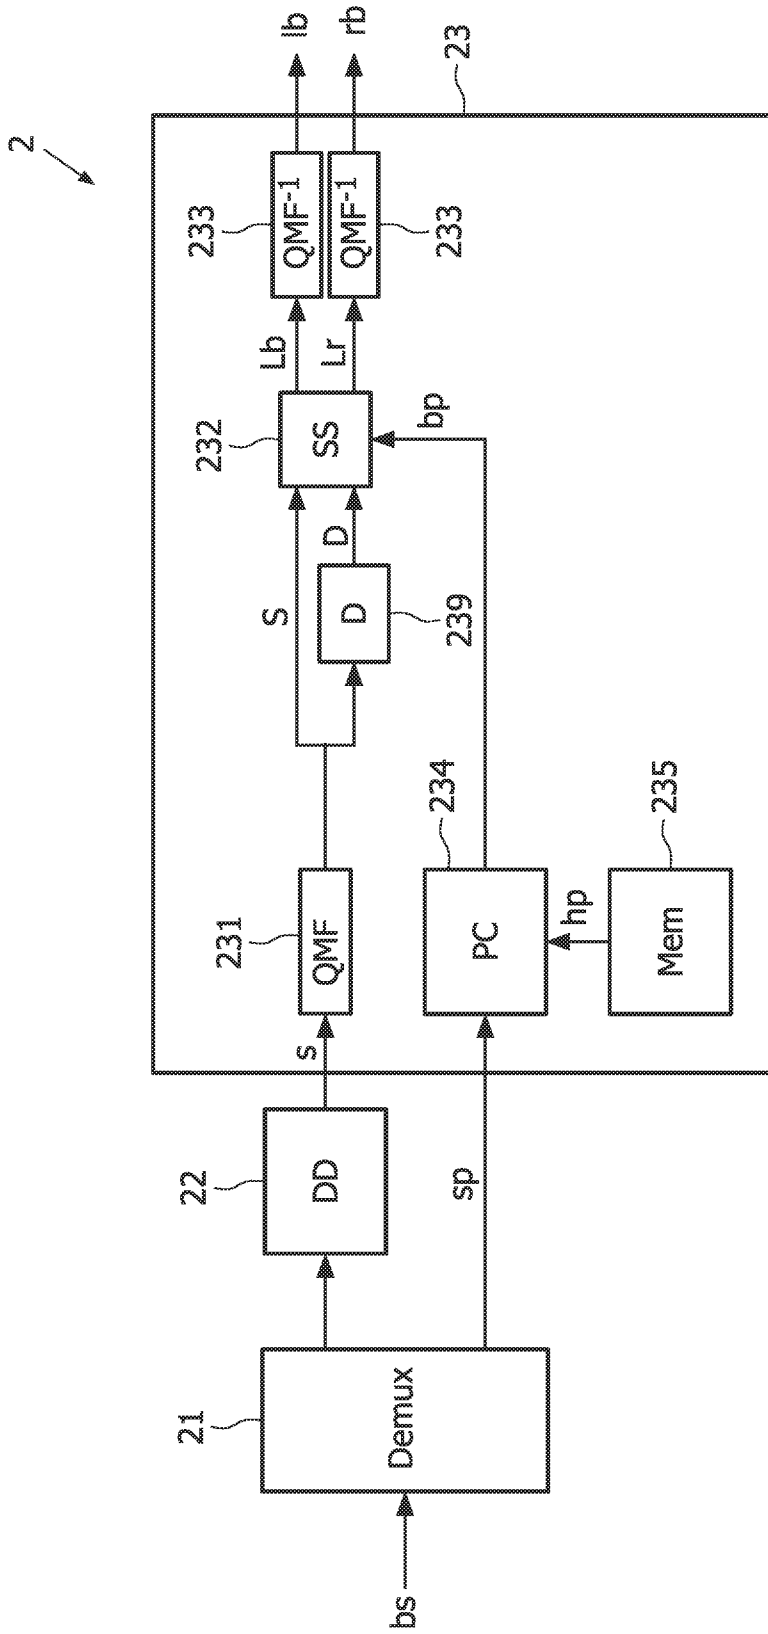 2
23
lb
rb
233
QMF-1
QMF-1
233
Lb
Lr
232
SS
bp
S
D
D
239
231
QMF
234
PC
hp
235
Mem
s
22
DD
sp
21
Demux
bs